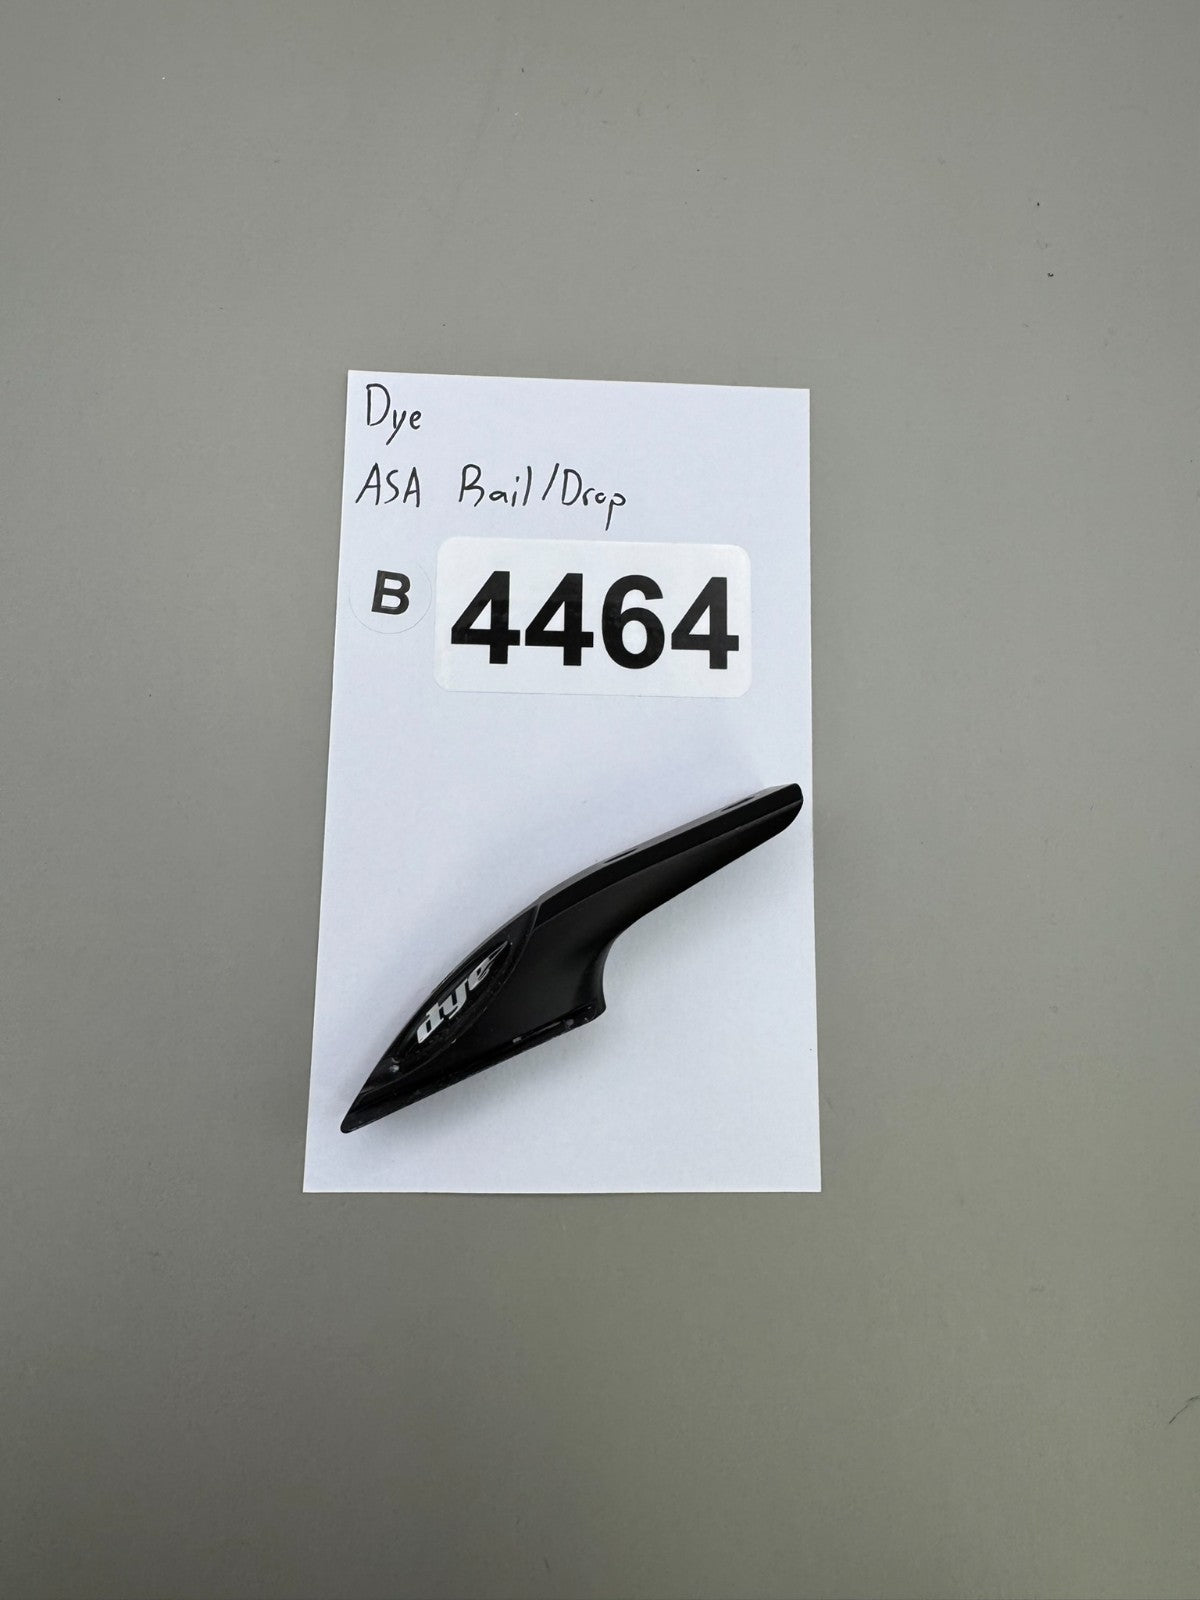 Dye
ASA Rail/Drop
B 4464
dye